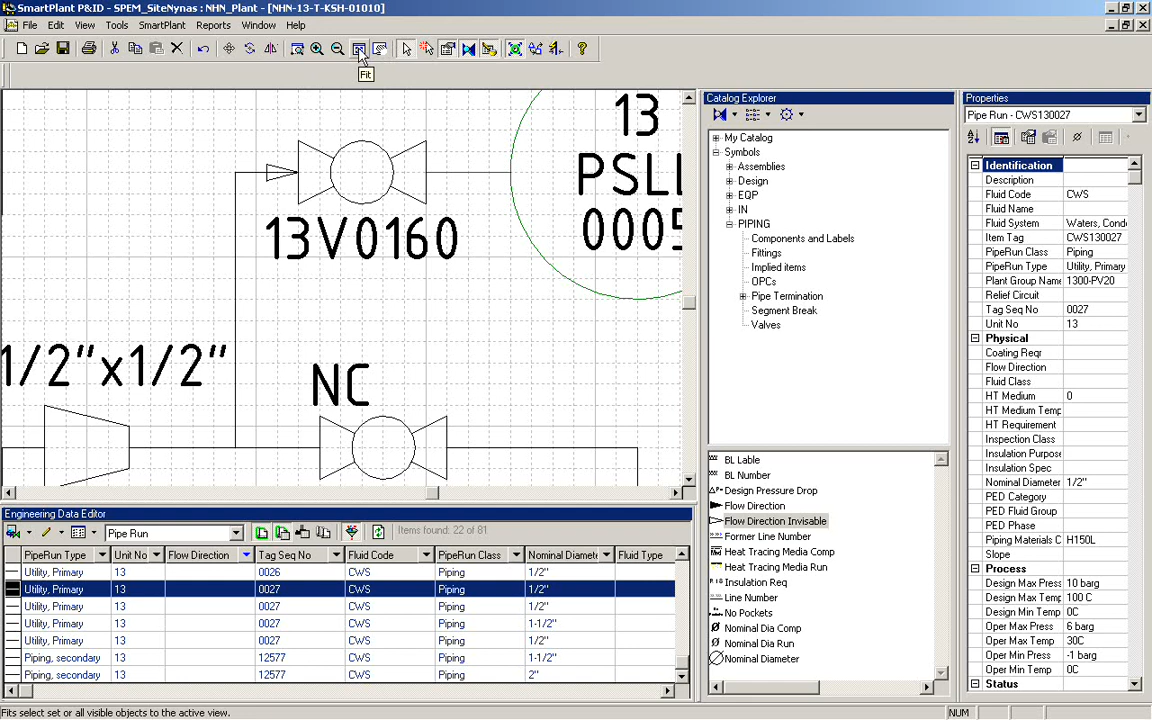 SmartPlant P&ID - SPEM_SiteNynas : NHN_Plant - [NHN-13-T-KSH-01010]
File Edit View Tools SmartPlant Reports Window Help
Fit
13
PSLL
0005
13V0160
1/2"x1/2"
NC
Catalog Explorer
My Catalog
Symbols
Assemblies
Design
EQP
IN
PIPING
Components and Labels
Fittings
Implied items
OPCs
Pipe Termination
Segment Break
Valves
BL Lable
BL Number
Design Pressure Drop
Flow Direction
Flow Direction Invisable
Former Line Number
Heat Tracing Media Comp
Heat Tracing Media Run
Insulation Req
Line Number
No Pockets
Nominal Dia Comp
Nominal Dia Run
Nominal Diameter
Properties
Pipe Run - CWS130027
Identification
Description
Fluid Code CWS
Fluid Name
Fluid System Waters, Cond
Item Tag CWS130027
PipeRun Class Piping
PipeRun Type Utility, Primary
Plant Group Name 1300-PV20
Relief Circuit
Tag Seq No 0027
Unit No 13
Physical
Coating Reqr
Flow Direction
Fluid Class
HT Medium 0
HT Medium Temp
HT Requirement
Inspection Class
Insulation Purpose
Insulation Spec
Nominal Diameter 1/2"
PED Category
PED Fluid Group
PED Phase
Piping Materials C H150L
Slope
Process
Design Max Press 10 barg
Design Max Temp 100 C
Design Min Temp 0C
Oper Max Press 6 barg
Oper Max Temp 30C
Oper Min Press -1 barg
Oper Min Temp 0C
Status
Engineering Data Editor
Pipe Run Items found: 22 of 81
PipeRun Type Unit No Flow Direction Tag Seq No Fluid Code PipeRun Class Nominal Diamete Fluid Type
Utility, Primary 13 0026 CWS Piping 1/2"
Utility, Primary 13 0027 CWS Piping 1/2"
Utility, Primary 13 0027 CWS Piping 1/2"
Utility, Primary 13 0027 CWS Piping 1-1/2"
Utility, Primary 13 0027 CWS Piping 1/2"
Piping, secondary 13 12577 CWS Piping 1-1/2"
Piping, secondary 13 12577 CWS Piping 2"
Fits select set or all visible objects to the active view. NUM